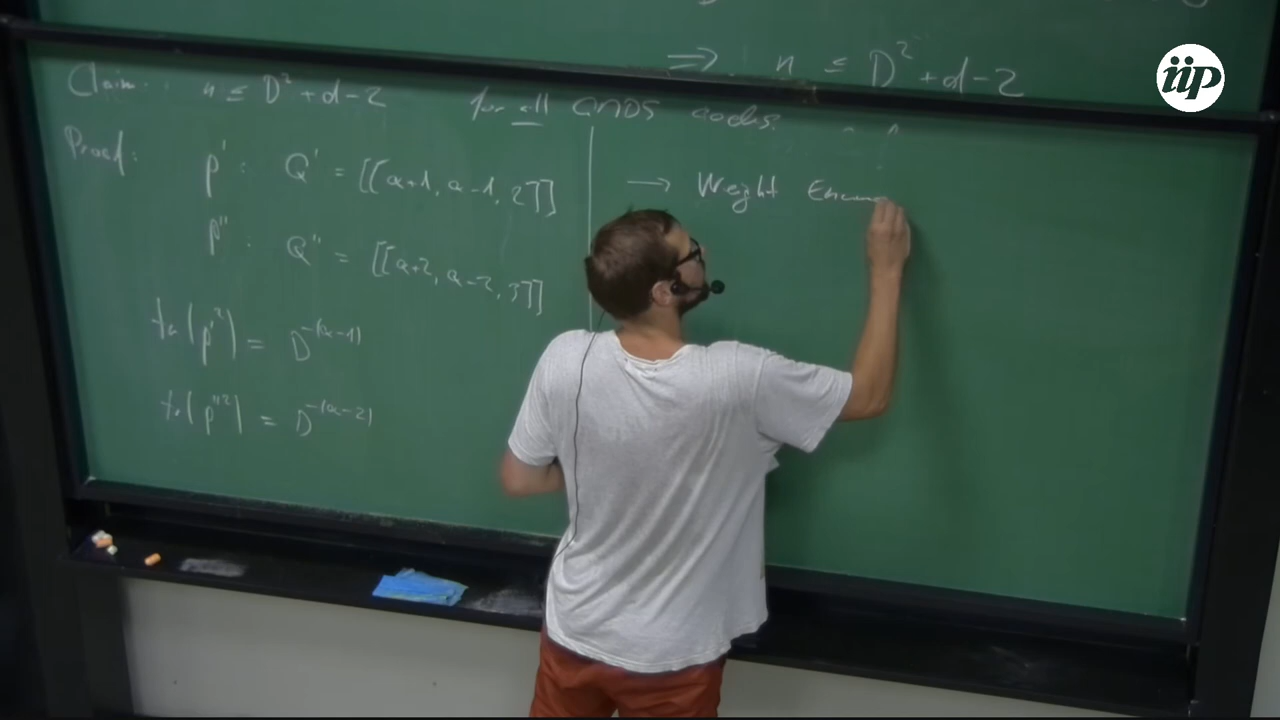 ⇒ n ≤ D² + d - 2
Claim: n ≤ D² + d - 2 for all QMDS codes.
Proof:
p' : Q' = [[α+1, α-1, 2]]
p'' : Q'' = [[α+2, α-2, 3]]
tr(p'²) = D^-(α-1)
tr(p''²) = D^-(α-2)
→ Weight Enum
iip